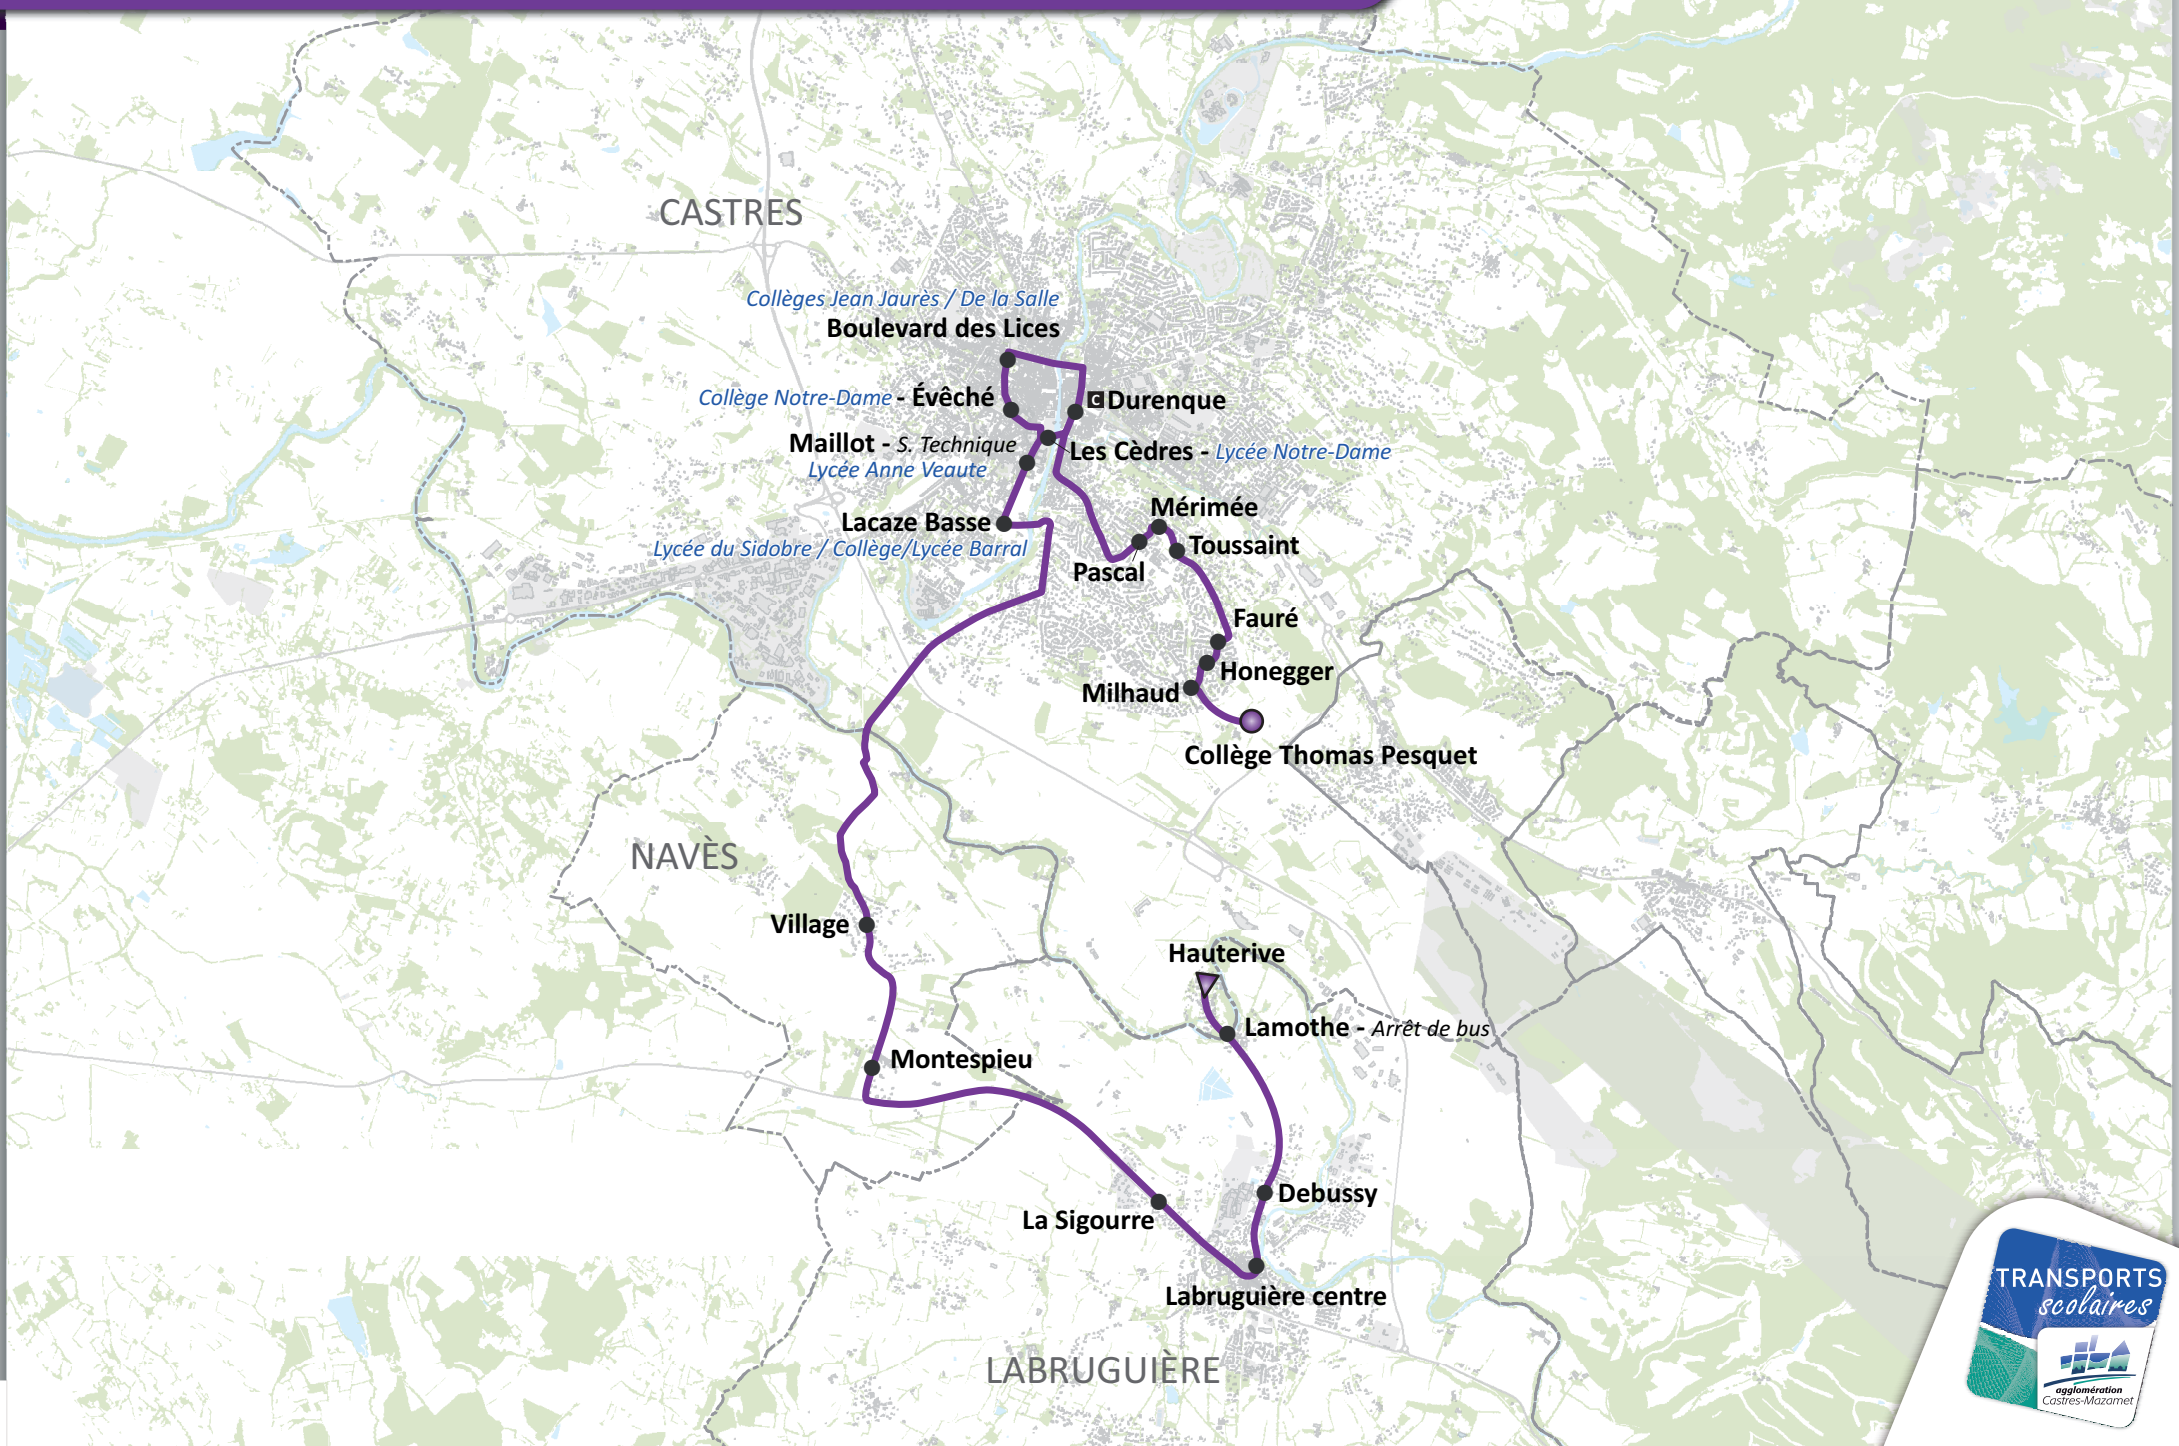 CASTRES
Collèges Jean Jaurès / De la Salle
Boulevard des Lices
Collège Notre-Dame - Évêché
C Durenque
Maillot - S. Technique
Lycée Anne Veaute
Les Cèdres - Lycée Notre-Dame
Lacaze Basse
Lycée du Sidobre / Collège/Lycée Barral
Mérimée
Toussaint
Pascal
Fauré
Honegger
Milhaud
Collège Thomas Pesquet
NAVÈS
Village
Hauterive
Lamothe - Arrêt de bus
Montespieu
Debussy
La Sigourre
Labruguière centre
LABRUGUIÈRE
TRANSPORTS
scolaires
agglomération
Castres-Mazamet